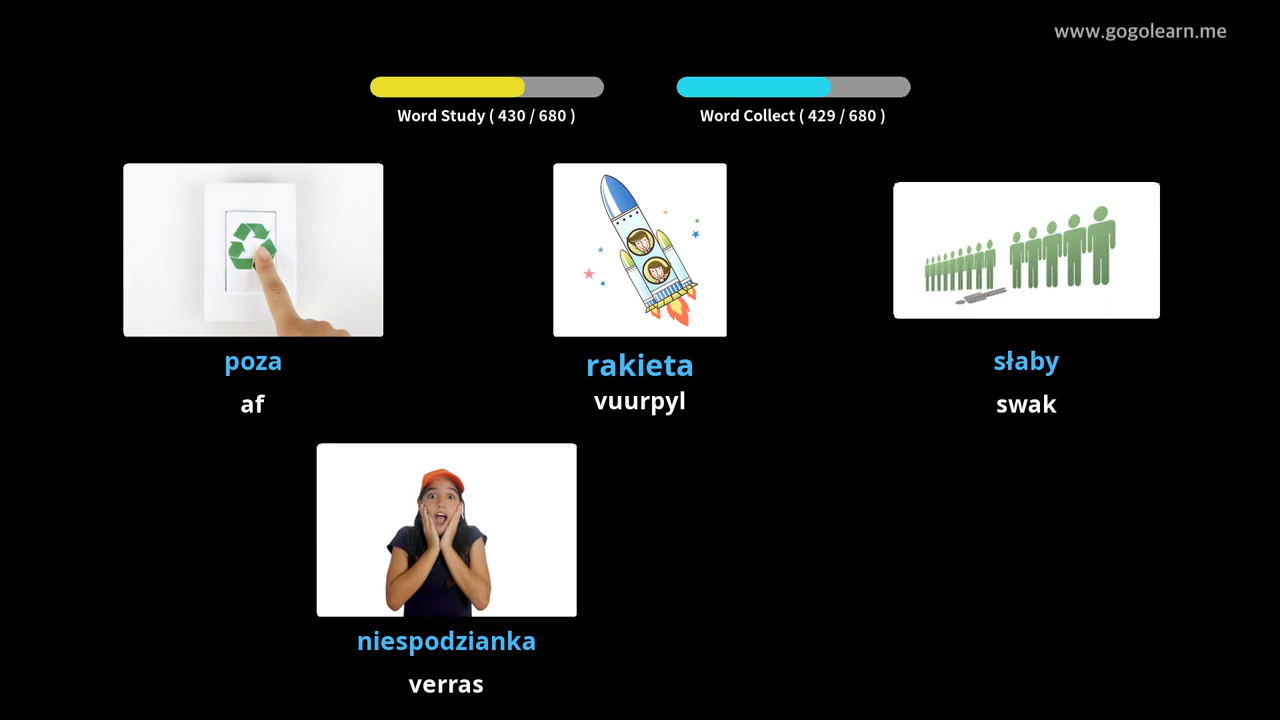 www.gogolearn.me
Word Study ( 430 / 680 )
Word Collect ( 429 / 680 )
poza
af
rakieta
vuurpyl
słaby
swak
niespodzianka
verras